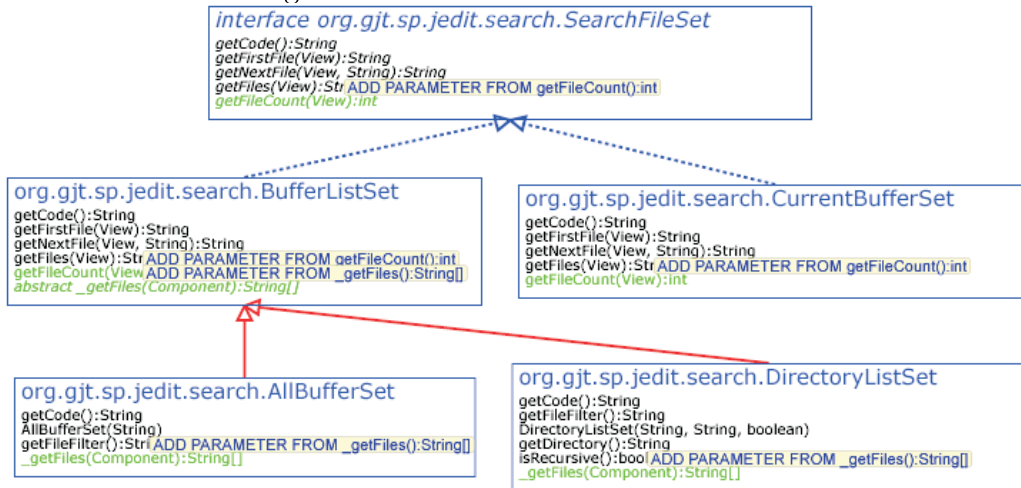 interface org.gjt.sp.jedit.search.SearchFileSet
getCode():String
getFirstFile(View):String
getNextFile(View, String):String
getFiles(View):Str ADD PARAMETER FROM getFileCount():int
getFileCount(View):int
org.gjt.sp.jedit.search.BufferListSet
getCode():String
getFirstFile(View):String
getNextFile(View, String):String
getFiles(View):Str ADD PARAMETER FROM getFileCount():int
getFileCount(View ADD PARAMETER FROM _getFiles():String[]
abstract _getFiles(Component):String[]
org.gjt.sp.jedit.search.CurrentBufferSet
getCode():String
getFirstFile(View):String
getNextFile(View, String):String
getFiles(View):Str ADD PARAMETER FROM getFileCount():int
getFileCount(View):int
org.gjt.sp.jedit.search.AllBufferSet
getCode():String
AllBufferSet(String)
getFileFilter():Stri ADD PARAMETER FROM _getFiles():String[]
_getFiles(Component):String[]
org.gjt.sp.jedit.search.DirectoryListSet
getCode():String
getFileFilter():String
DirectoryListSet(String, String, boolean)
getDirectory():String
isRecursive():bool ADD PARAMETER FROM _getFiles():String[]
_getFiles(Component):String[]